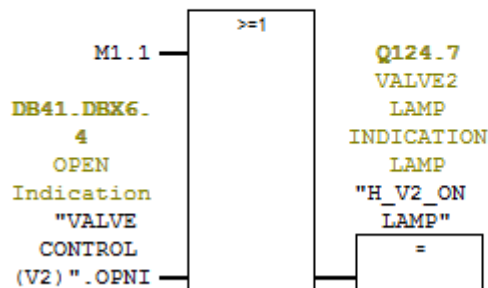 >=1
M1.1
DB41.DBX6.
4
OPEN
Indication
"VALVE
CONTROL
(V2)".OPNI
Q124.7
VALVE2
LAMP
INDICATION
LAMP
"H_V2_ON
LAMP"
=